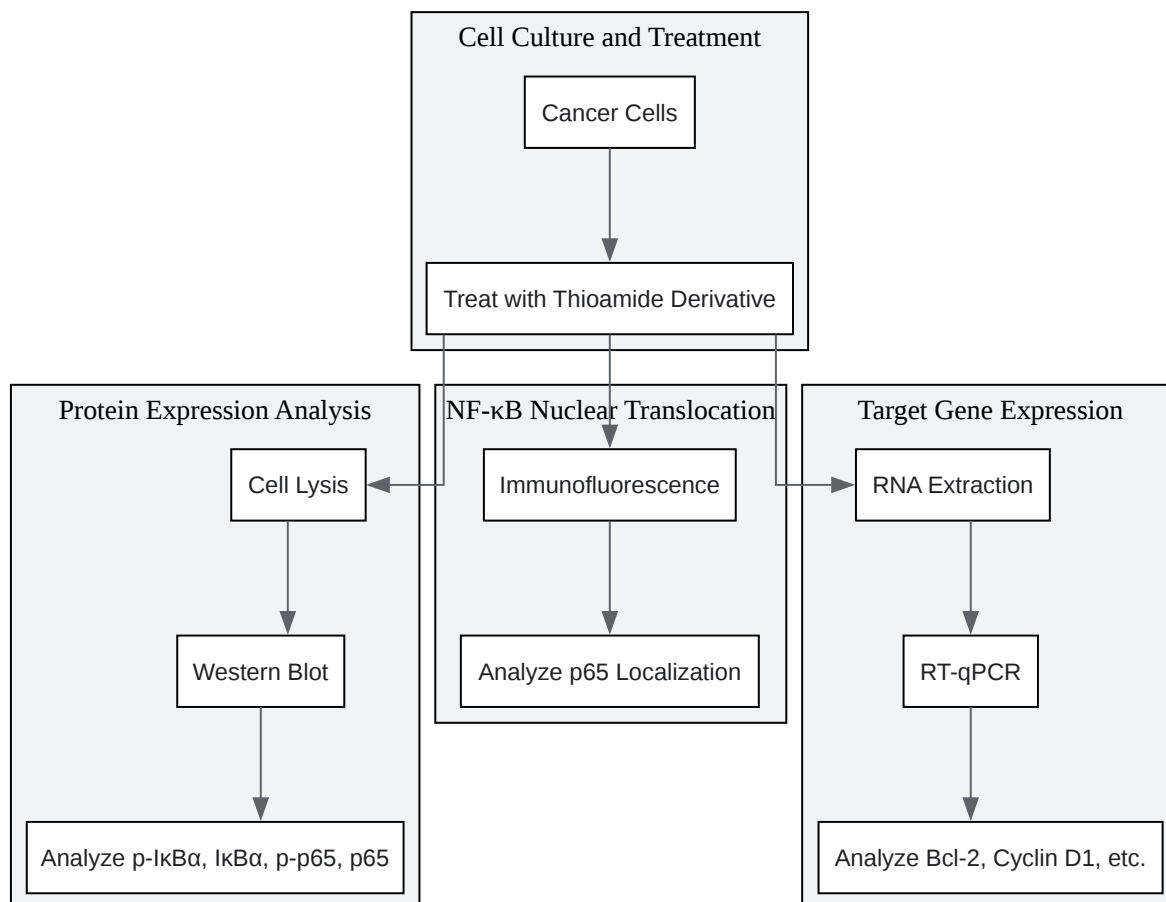 Cell Culture and Treatment
Cancer Cells
Treat with Thioamide Derivative
Protein Expression Analysis
Cell Lysis
Western Blot
Analyze p-IκBα, IκBα, p-p65, p65
NF-κB Nuclear Translocation
Immunofluorescence
Analyze p65 Localization
Target Gene Expression
RNA Extraction
RT-qPCR
Analyze Bcl-2, Cyclin D1, etc.